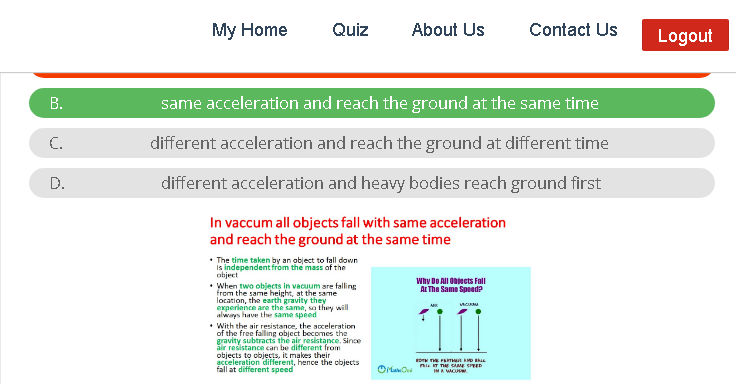 My Home Quiz About Us Contact Us Logout
B. same acceleration and reach the ground at the same time
C. different acceleration and reach the ground at different time
D. different acceleration and heavy bodies reach ground first
In vaccum all objects fall with same acceleration
and reach the ground at the same time
• The time taken by an object to fall down
is independent from the mass of the
object
• When two objects in vacuum are falling
from the same height, at the same
location, the earth gravity they
experience are the same, so they will
always have the same speed
• With the air resistance, the acceleration
of the free falling object becomes the
gravity subtracts the air resistance. Since
air resistance can be different from
objects to objects, it makes their
acceleration different, hence the objects
fall at different speed
Why Do All Objects Fall
At The Same Speed?
AIR VACUUM
BOTH THE FEATHER AND BALL
FALL AT THE SAME SPEED
IN A VACUUM.